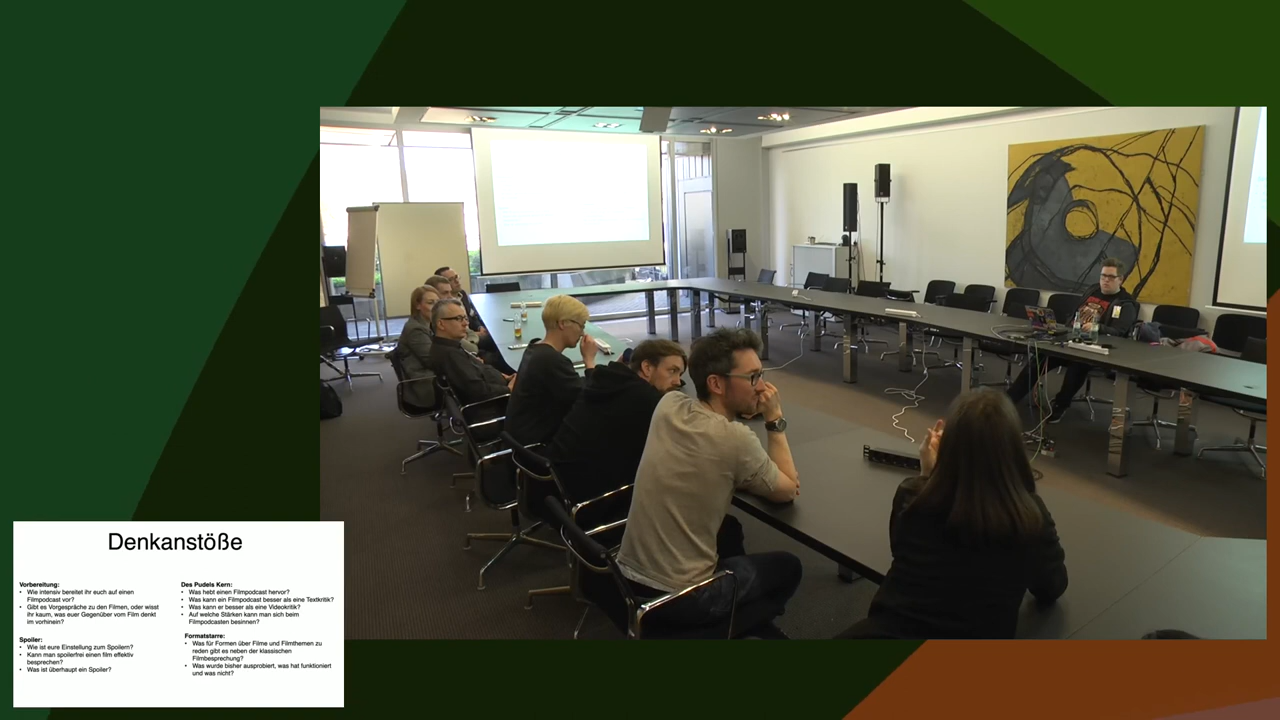 Denkanstöße
Vorbereitung:
• Wie intensiv bereitet ihr euch auf einen
Filmpodcast vor?
• Gibt es Vorgespräche zu den Filmen, oder wisst
ihr kaum, was euer Gegenüber vom Film denkt
im vorhinein?
Spoiler:
• Wie ist eure Einstellung zum Spoilern?
• Kann man spoilerfrei einen film effektiv
besprechen?
• Was ist überhaupt ein Spoiler?
Des Pudels Kern:
• Was hebt einen Filmpodcast hervor?
• Was kann ein Filmpodcast besser als eine Textkritik?
• Was kann er besser als eine Videokritik?
• Auf welche Stärken kann man sich beim
Filmpodcasten besinnen?
Formatstarre:
• Was für Formen über Filme und Filmthemen zu
reden gibt es neben der klassischen
Filmbesprechung?
• Was wurde bisher ausprobiert, was hat funktioniert
und was nicht?